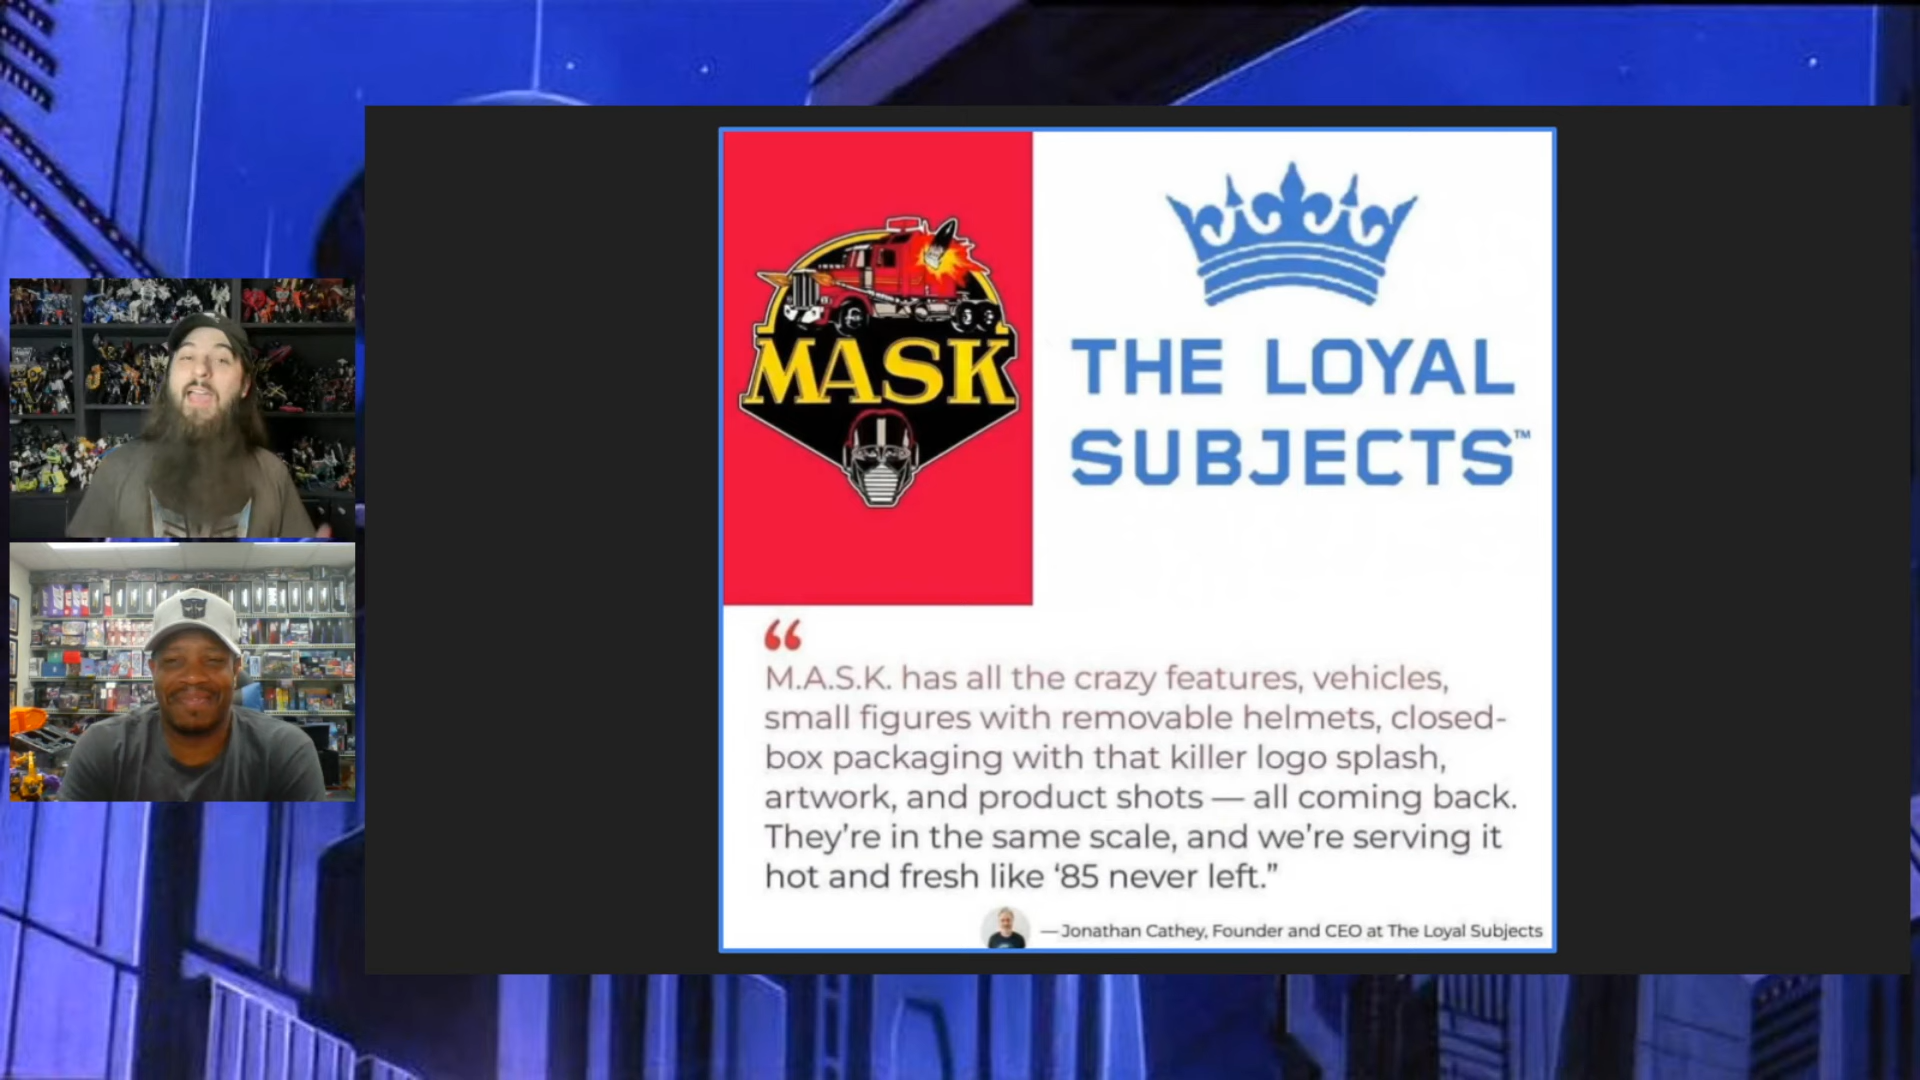 MASK
THE LOYAL
SUBJECTS™
“
M.A.S.K. has all the crazy features, vehicles,
small figures with removable helmets, closed-
box packaging with that killer logo splash,
artwork, and product shots — all coming back.
They’re in the same scale, and we’re serving it
hot and fresh like ‘85 never left.”
— Jonathan Cathey, Founder and CEO at The Loyal Subjects